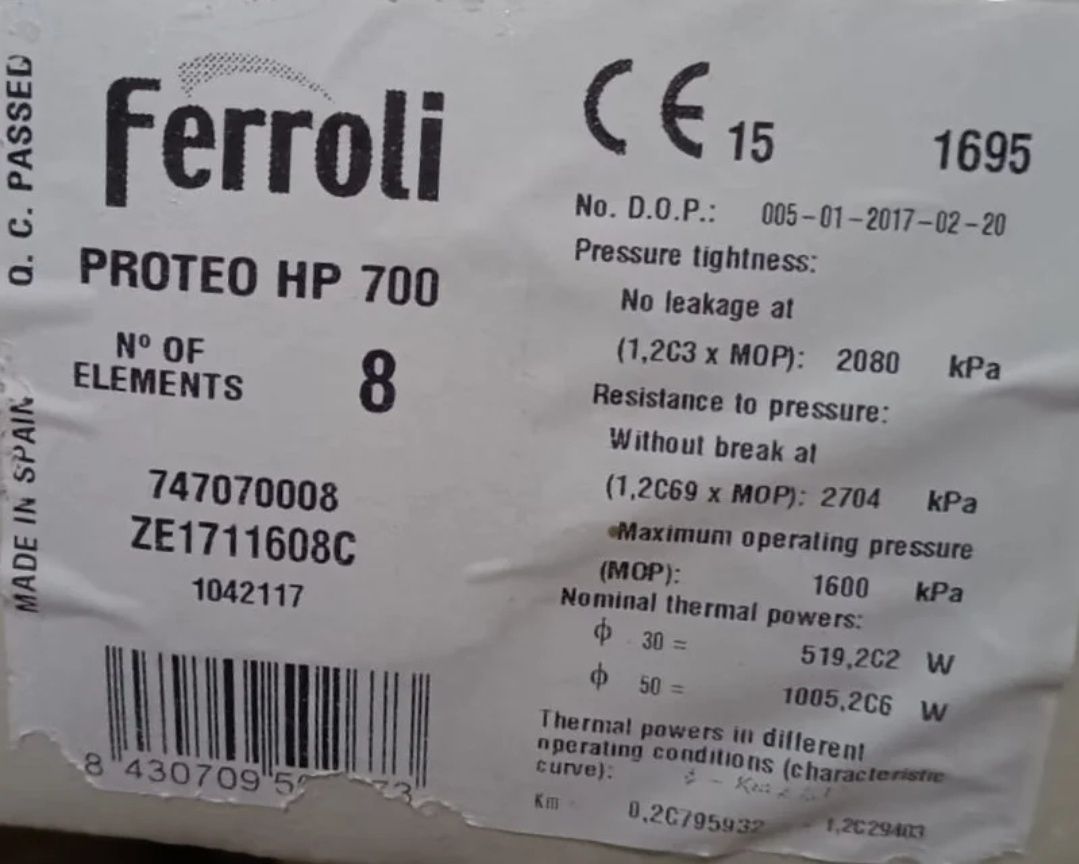 Q. C. PASSED
MADE IN SPAIN
Ferroli
PROTEO HP 700
Nº OF
ELEMENTS 8
747070008
ZE1711608C
1042117
8 430709 5
73
CE 15 1695
No. D.O.P.: 005-01-2017-02-20
Pressure tightness:
No leakage at
(1,2C3 x MOP): 2080 kPa
Resistance to pressure:
Without break at
(1,2C69 x MOP): 2704 kPa
Maximum operating pressure
(MOP): 1600 kPa
Nominal thermal powers:
ϕ 30 = 519,2C2 W
ϕ 50 = 1005,2C6 W
Thermal powers in different
operating conditions (characteristic
curve):
Km 0,2C795932 - 1,2C29403